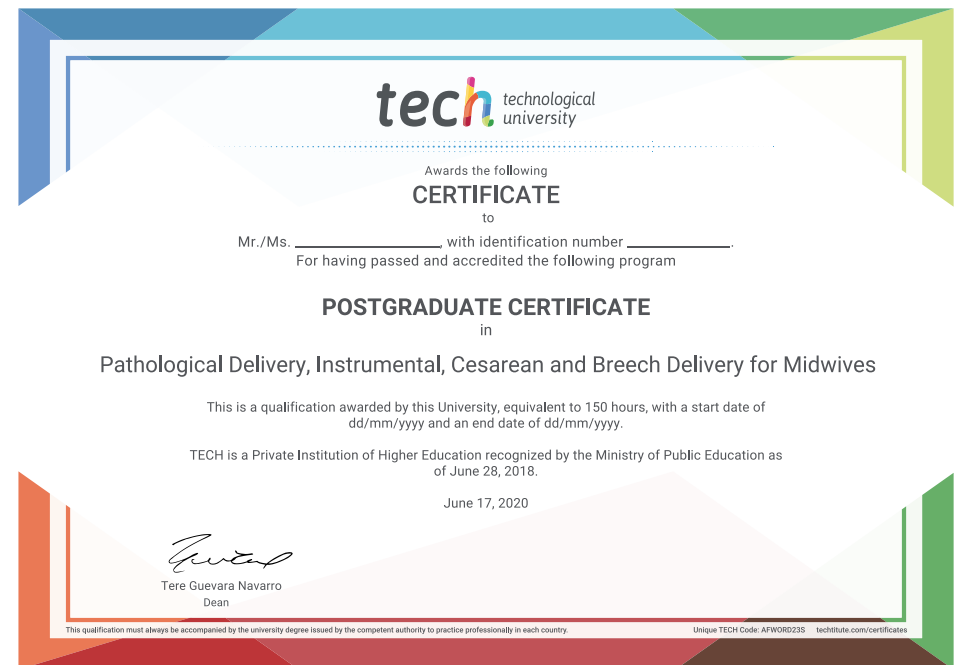 tech technological
university
Awards the following
CERTIFICATE
to
Mr./Ms. ____________________, with identification number ______________.
For having passed and accredited the following program
POSTGRADUATE CERTIFICATE
in
Pathological Delivery, Instrumental, Cesarean and Breech Delivery for Midwives
This is a qualification awarded by this University, equivalent to 150 hours, with a start date of
dd/mm/yyyy and an end date of dd/mm/yyyy.
TECH is a Private Institution of Higher Education recognized by the Ministry of Public Education as
of June 28, 2018.
June 17, 2020
Tere Guevara Navarro
Dean
This qualification must always be accompanied by the university degree issued by the competent authority to practice professionally in each country. Unique TECH Code: AFWORD23S techtitute.com/certificates